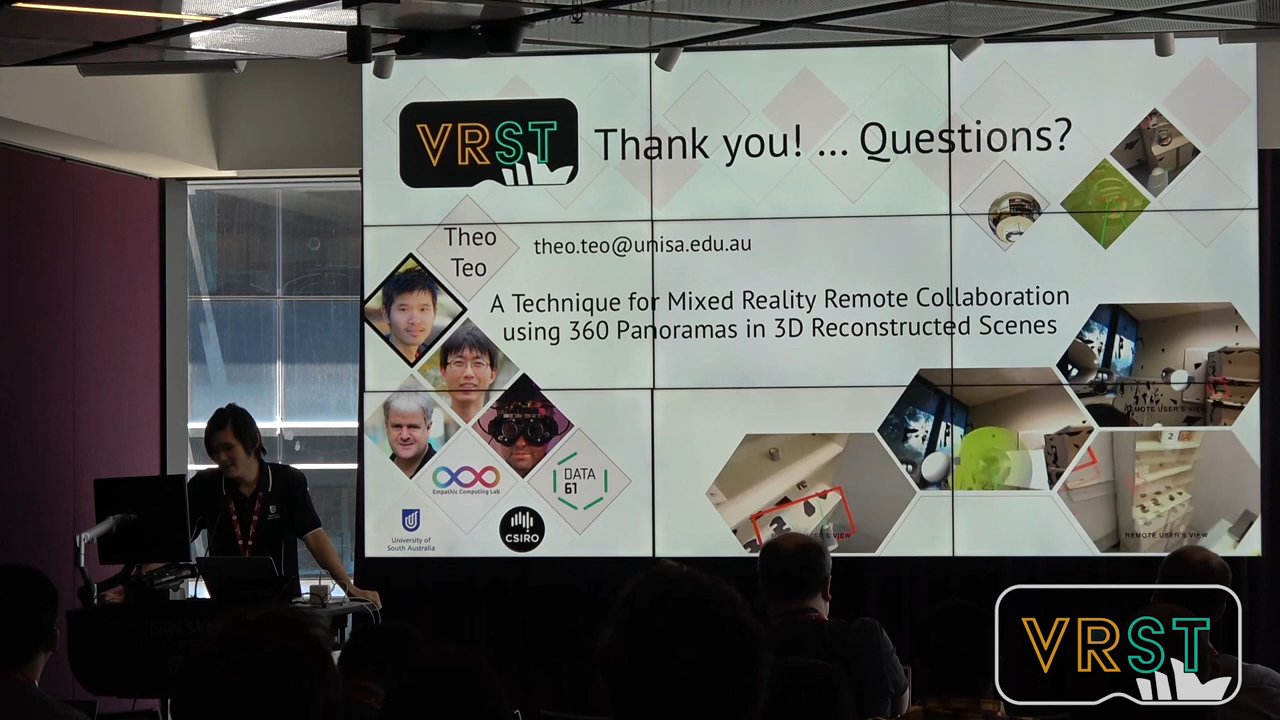 VRST
Thank you! ... Questions?
Theo
Teo
theo.teo@unisa.edu.au
A Technique for Mixed Reality Remote Collaboration
using 360 Panoramas in 3D Reconstructed Scenes
REMOTE USER'S VIEW
Empathic Computing Lab
DATA
61
University of
South Australia
CSIRO
REMOTE USER'S VIEW
VRST